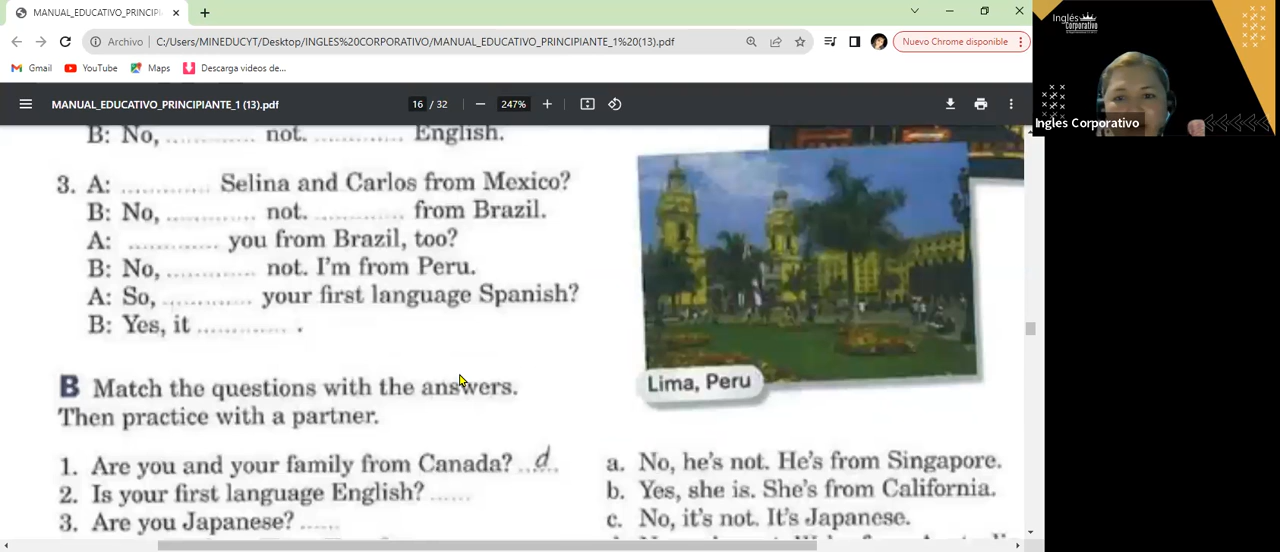 MANUAL_EDUCATIVO_PRINCIPI
Archivo C:/Users/MINEDUCYT/Desktop/INGLES%20CORPORATIVO/MANUAL_EDUCATIVO_PRINCIPIANTE_1%20(13).pdf
Nuevo Chrome disponible
Gmail YouTube Maps Descarga videos de...
MANUAL_EDUCATIVO_PRINCIPIANTE_1 (13).pdf 16 / 32 247%
Inglés
Corporativo
Ingles Corporativo
B: No, ............ not. ............ English.
3. A: ............ Selina and Carlos from Mexico?
B: No, ............ not. ............ from Brazil.
A: ............ you from Brazil, too?
B: No, ............ not. I'm from Peru.
A: So, ............ your first language Spanish?
B: Yes, it ............ .
Lima, Peru
B Match the questions with the answers.
Then practice with a partner.
1. Are you and your family from Canada? ..d..
2. Is your first language English? ......
3. Are you Japanese? ......
a. No, he's not. He's from Singapore.
b. Yes, she is. She's from California.
c. No, it's not. It's Japanese.